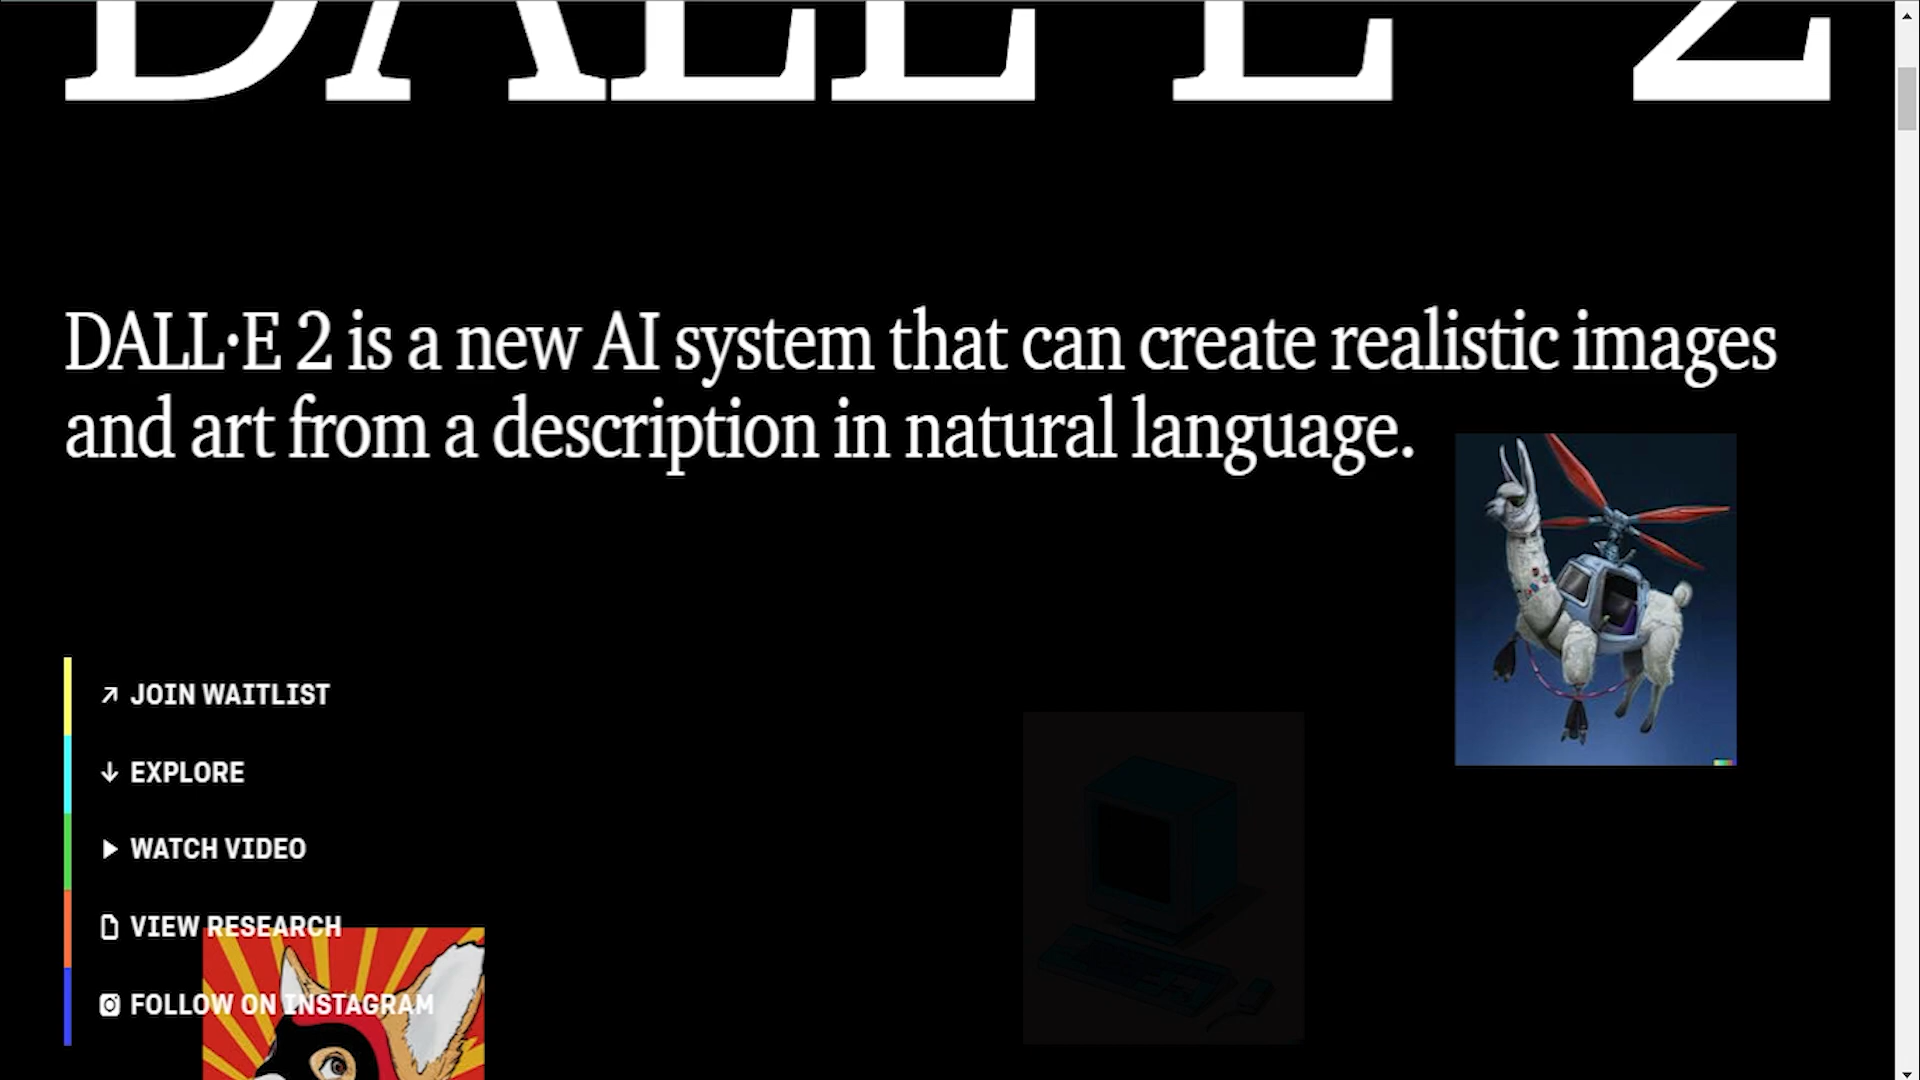 DALL·E 2
DALL·E 2 is a new AI system that can create realistic images
and art from a description in natural language.
JOIN WAITLIST
EXPLORE
WATCH VIDEO
VIEW RESEARCH
FOLLOW ON INSTAGRAM